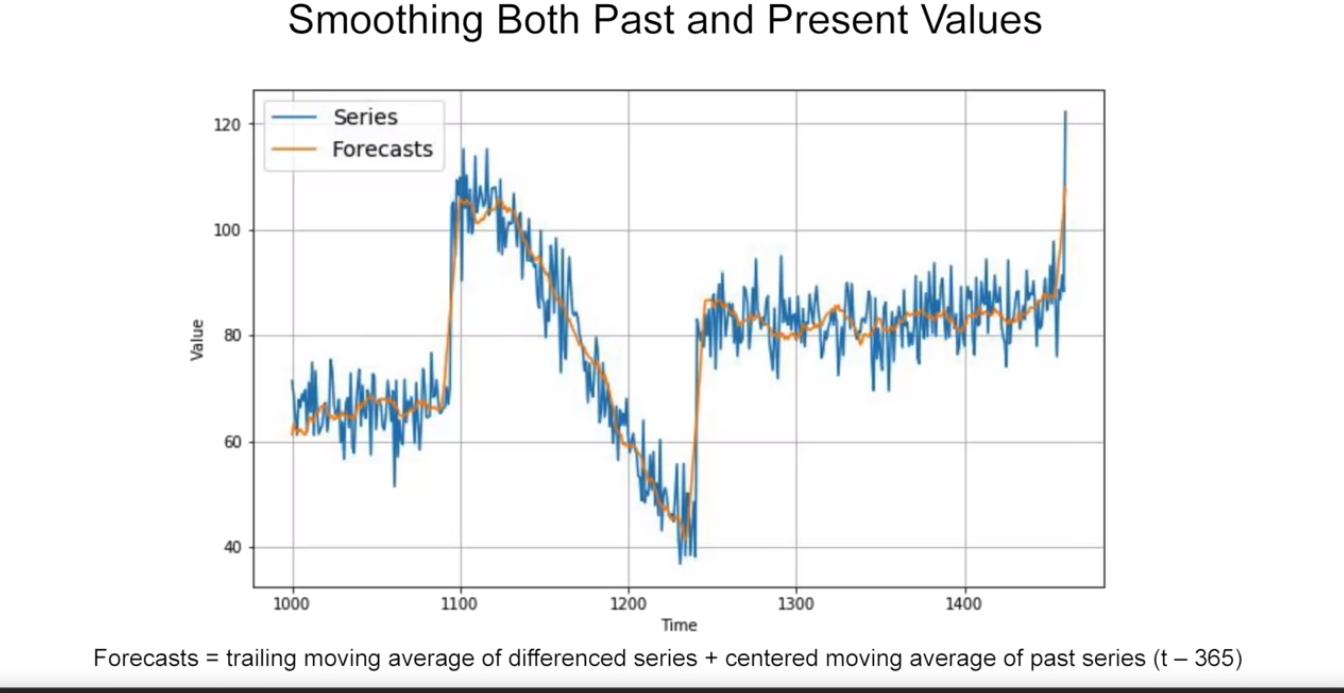 Smoothing Both Past and Present Values
Series
Forecasts
120
100
80
60
40
Value
1000 1100 1200 1300 1400
Time
Forecasts = trailing moving average of differenced series + centered moving average of past series (t – 365)